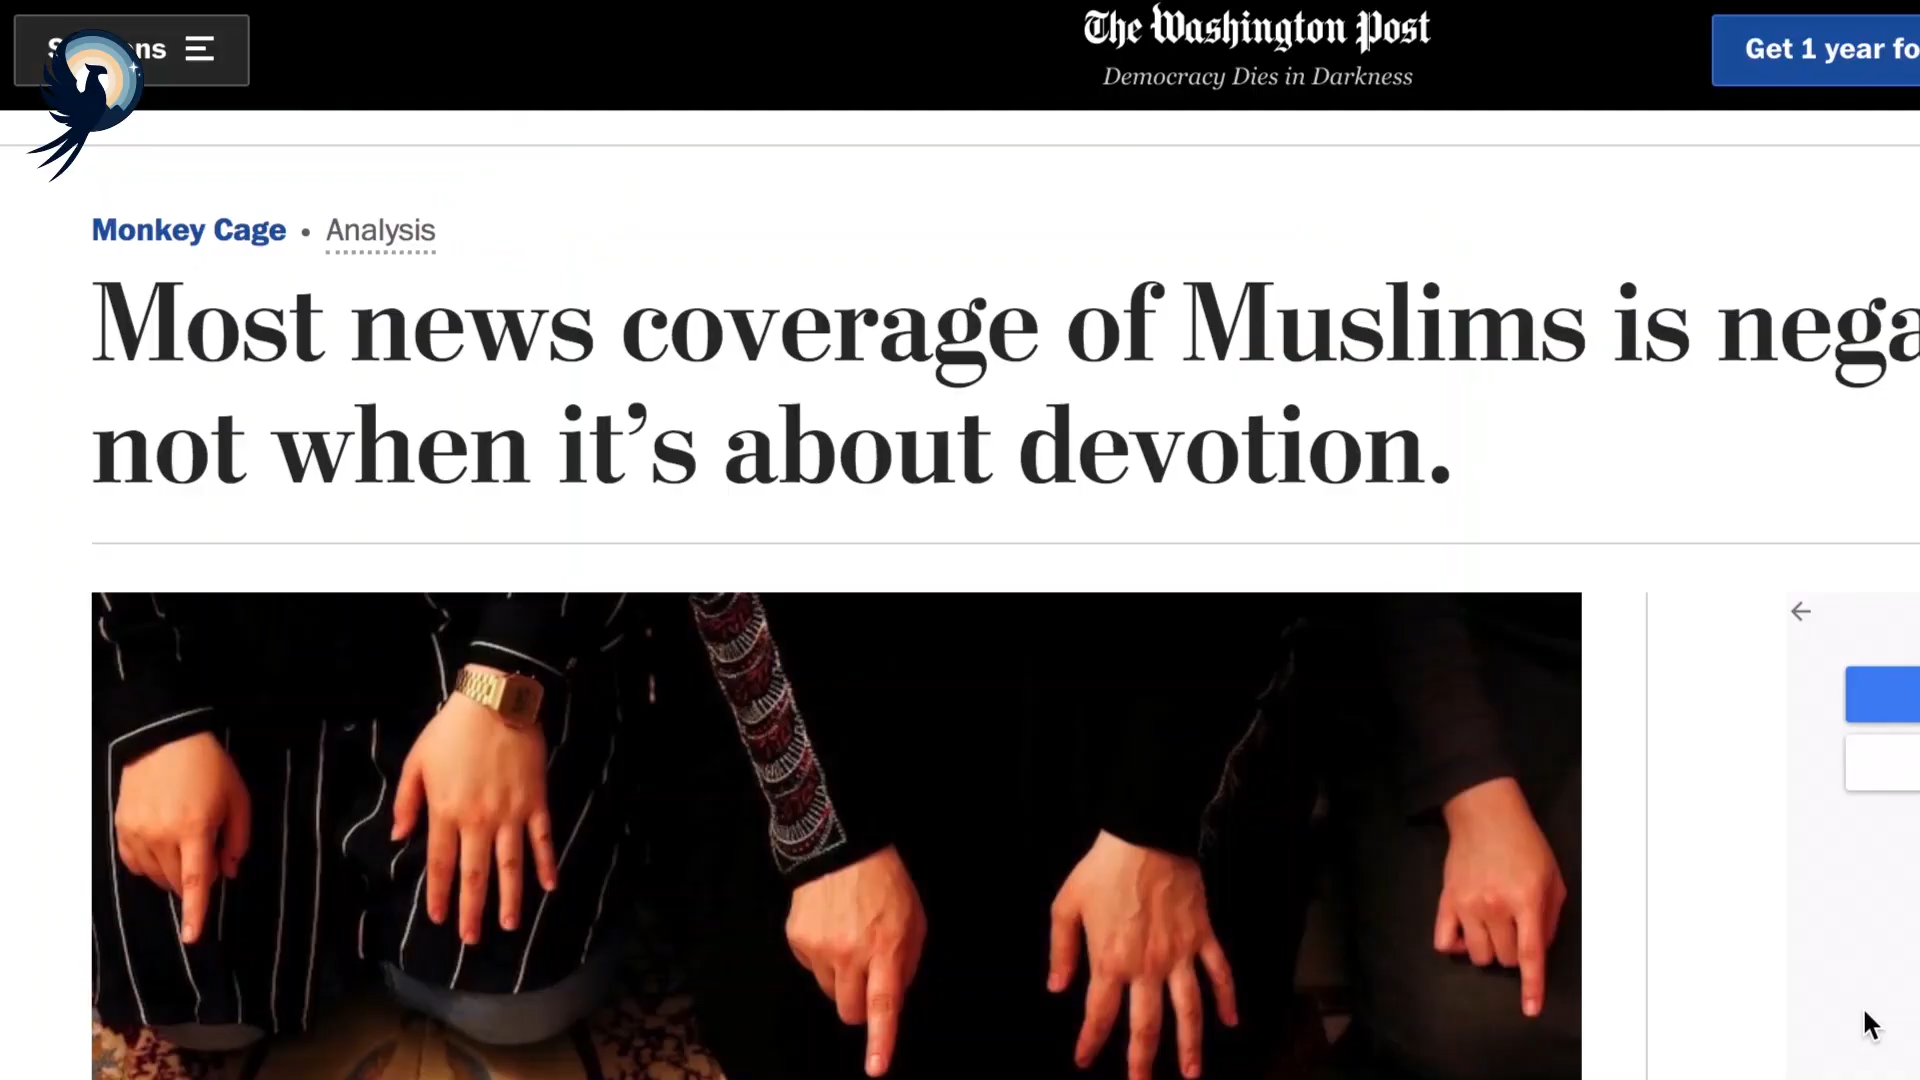 The Washington Post
Democracy Dies in Darkness
Get 1 year fo
Monkey Cage • Analysis
Most news coverage of Muslims is nega
not when it’s about devotion.